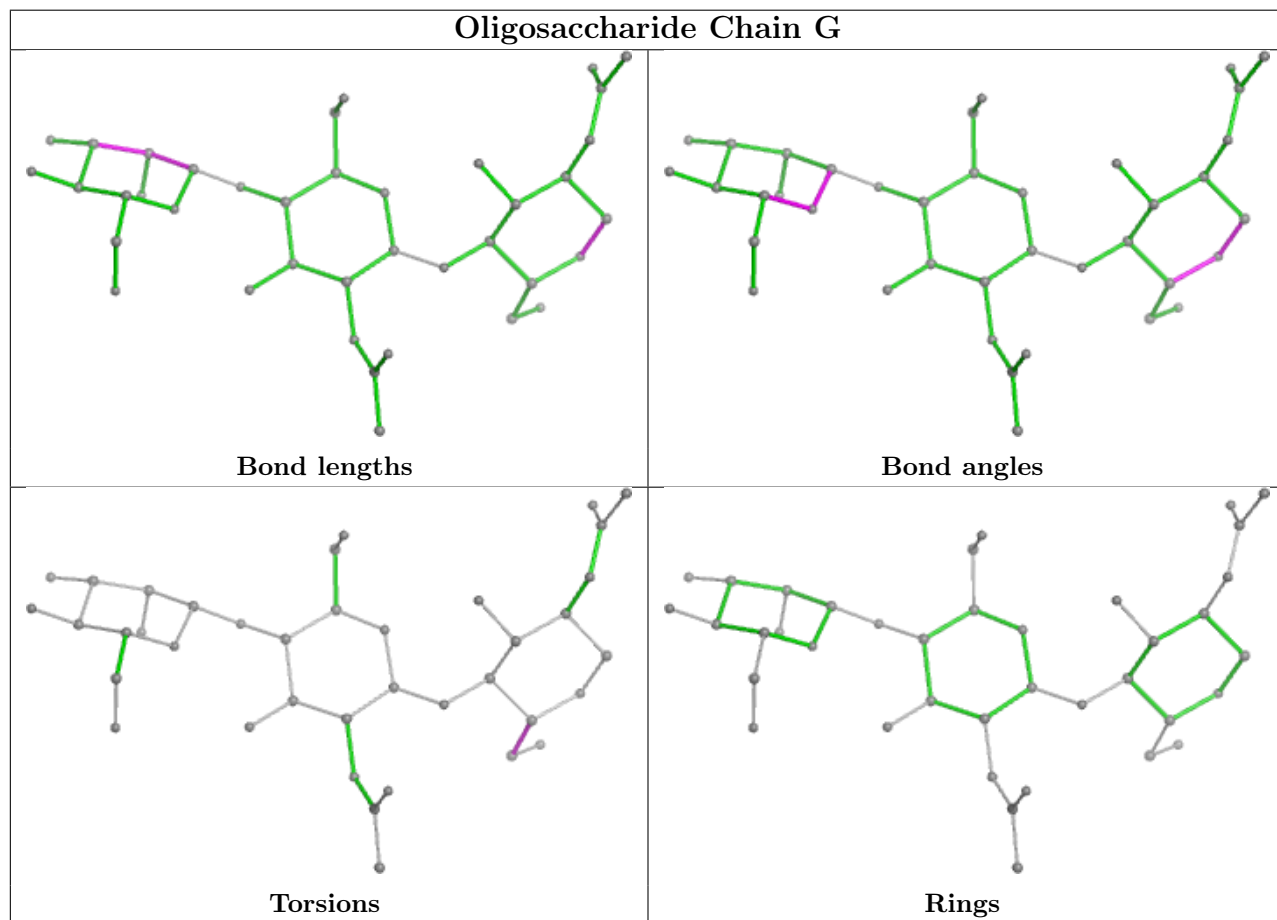 Oligosaccharide Chain G
Bond lengths
Bond angles
Torsions
Rings